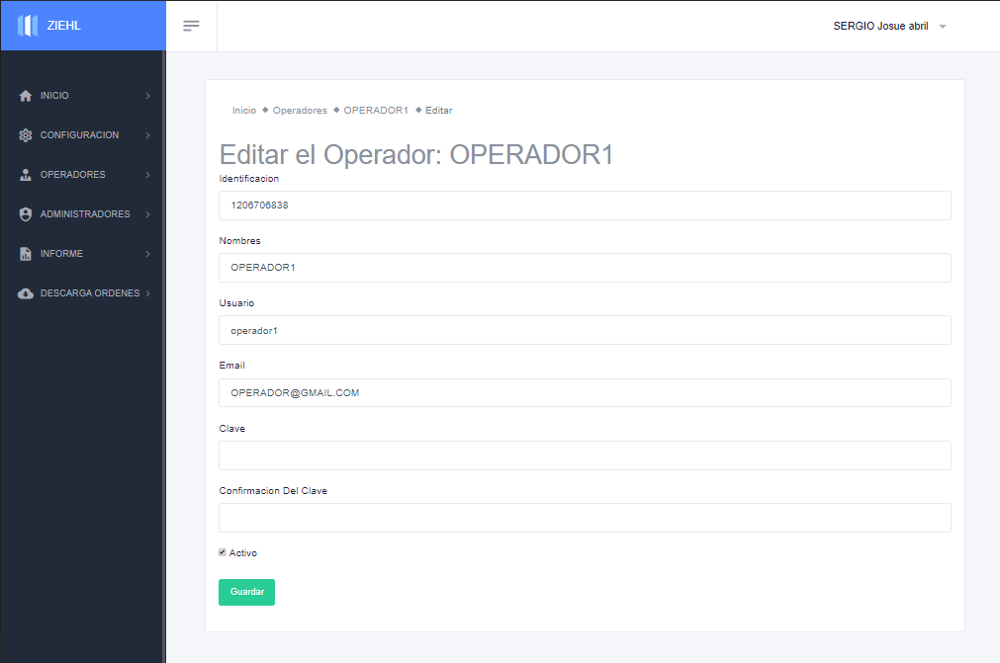 ZIEHL
SERGIO Josue abril
INICIO
CONFIGURACION
OPERADORES
ADMINISTRADORES
INFORME
DESCARGA ORDENES
Inicio ◆ Operadores ◆ OPERADOR1 ◆ Editar
Editar el Operador: OPERADOR1
Identificacion
1206706838
Nombres
OPERADOR1
Usuario
operador1
Email
OPERADOR@GMAIL.COM
Clave
Confirmacion Del Clave
Activo
Guardar